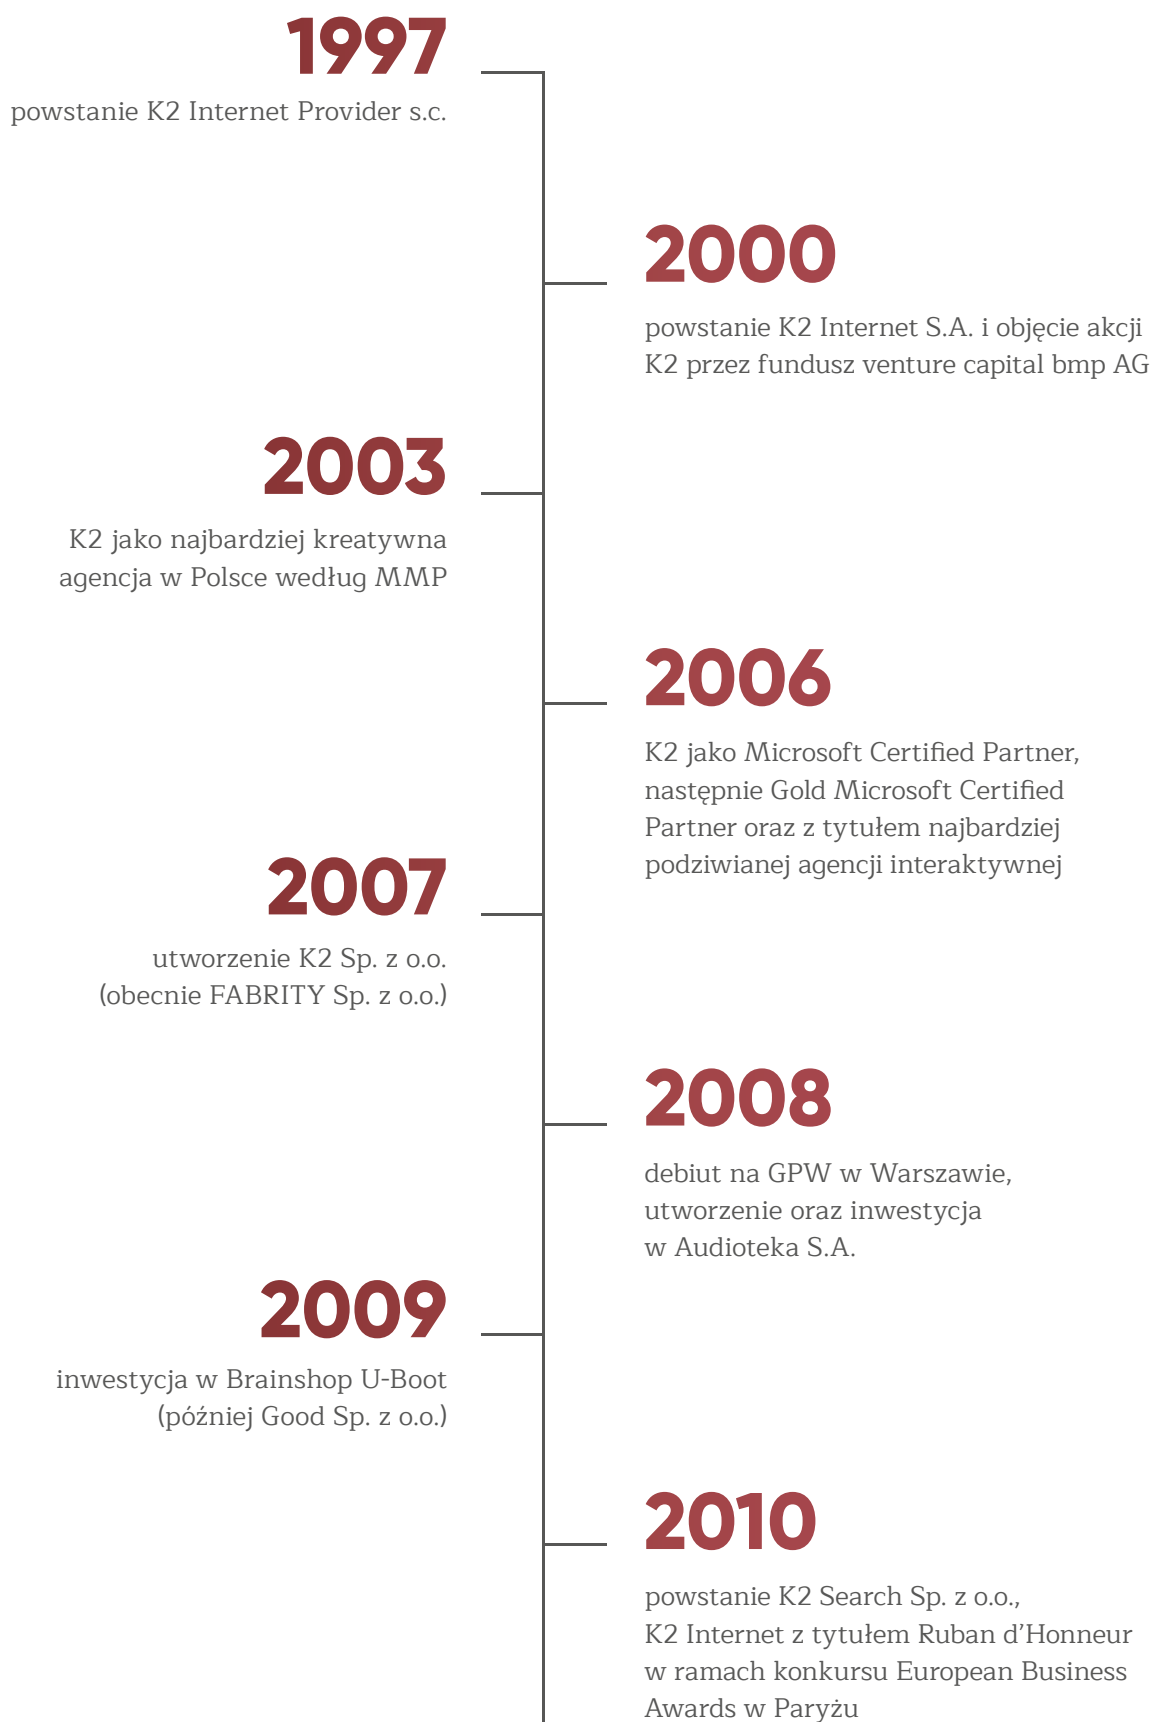 1997
powstanie K2 Internet Provider s.c.
2000
powstanie K2 Internet S.A. i objęcie akcji
K2 przez fundusz venture capital bmp AG
2003
K2 jako najbardziej kreatywna
agencja w Polsce według MMP
2006
K2 jako Microsoft Certified Partner,
następnie Gold Microsoft Certified
Partner oraz z tytułem najbardziej
podziwianej agencji interaktywnej
2007
utworzenie K2 Sp. z o.o.
(obecnie FABRITY Sp. z o.o.)
2008
debiut na GPW w Warszawie,
utworzenie oraz inwestycja
w Audioteka S.A.
2009
inwestycja w Brainshop U-Boot
(później Good Sp. z o.o.)
2010
powstanie K2 Search Sp. z o.o.,
K2 Internet z tytułem Ruban d’Honneur
w ramach konkursu European Business
Awards w Paryżu